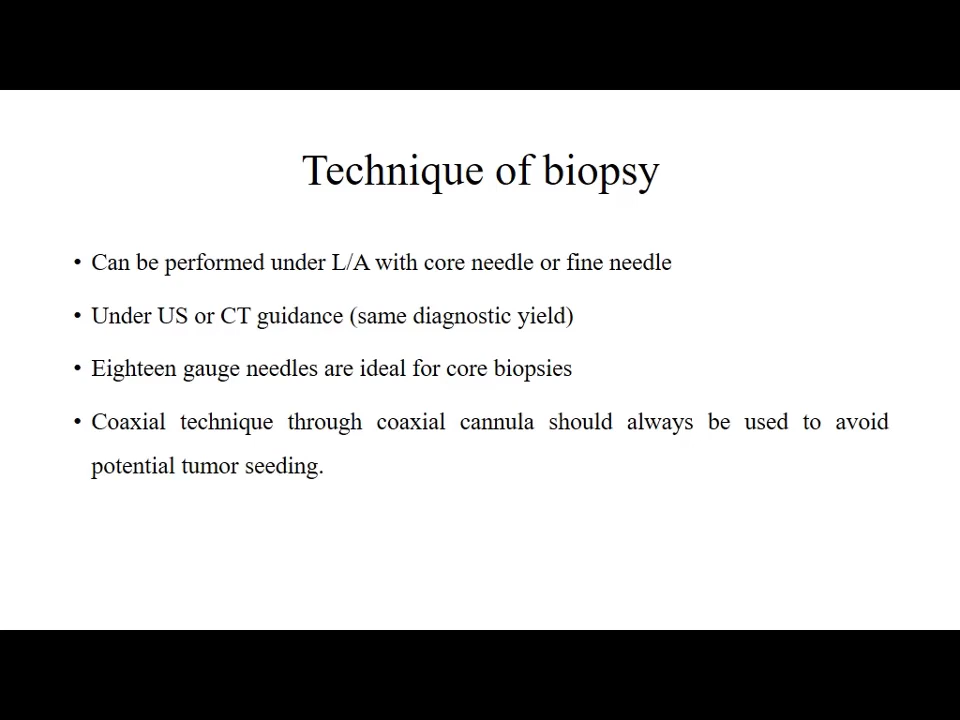 Technique of biopsy
• Can be performed under L/A with core needle or fine needle
• Under US or CT guidance (same diagnostic yield)
• Eighteen gauge needles are ideal for core biopsies
• Coaxial technique through coaxial cannula should always be used to avoid
potential tumor seeding.